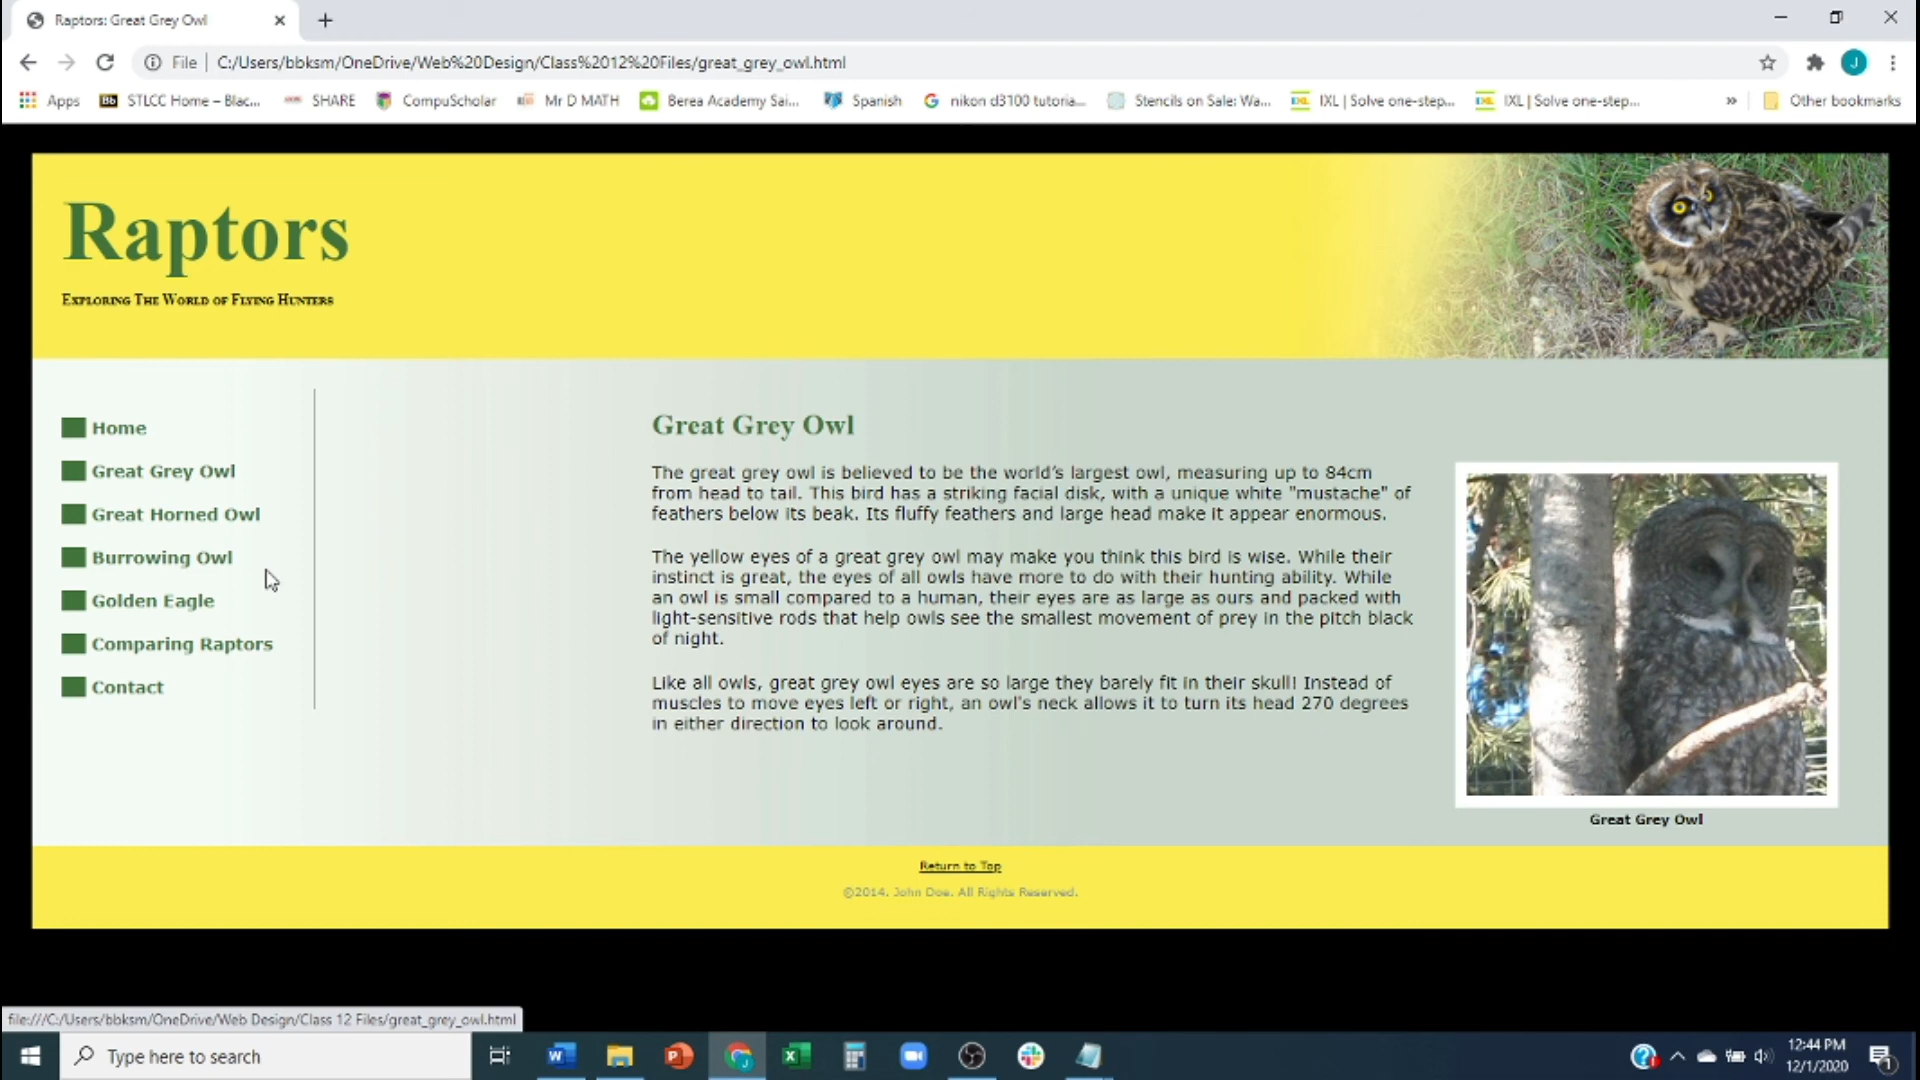 Raptors: Great Grey Owl
File | C:/Users/bbksm/OneDrive/Web%20Design/Class%2012%20Files/great_grey_owl.html
J
Apps Bb STLCC Home – Blac... SHARE CompuScholar Mr D MATH Berea Academy Sai... Spanish nikon d3100 tutoria... Stencils on Sale: Wa... IXL | Solve one-step... IXL | Solve one-step... » Other bookmarks
Raptors
Exploring The World of Flying Hunters
Home
Great Grey Owl
Great Horned Owl
Burrowing Owl
Golden Eagle
Comparing Raptors
Contact
Great Grey Owl
The great grey owl is believed to be the world’s largest owl, measuring up to 84cm
from head to tail. This bird has a striking facial disk, with a unique white "mustache" of
feathers below its beak. Its fluffy feathers and large head make it appear enormous.
The yellow eyes of a great grey owl may make you think this bird is wise. While their
instinct is great, the eyes of all owls have more to do with their hunting ability. While
an owl is small compared to a human, their eyes are as large as ours and packed with
light-sensitive rods that help owls see the smallest movement of prey in the pitch black
of night.
Like all owls, great grey owl eyes are so large they barely fit in their skull! Instead of
muscles to move eyes left or right, an owl's neck allows it to turn its head 270 degrees
in either direction to look around.
Great Grey Owl
Return to Top
©2014. John Doe. All Rights Reserved.
file:///C:/Users/bbksm/OneDrive/Web Design/Class 12 Files/great_grey_owl.html
Type here to search
12:44 PM
12/1/2020